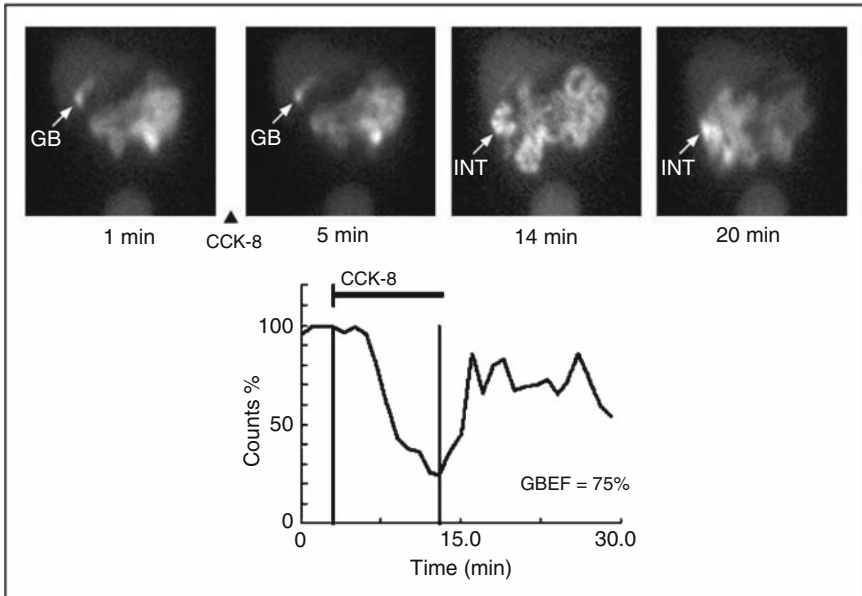 GB
GB
INT
INT
1 min
CCK-8
5 min
14 min
20 min
CCK-8
100
50
0
Counts %
GBEF = 75%
0
15.0
30.0
Time (min)